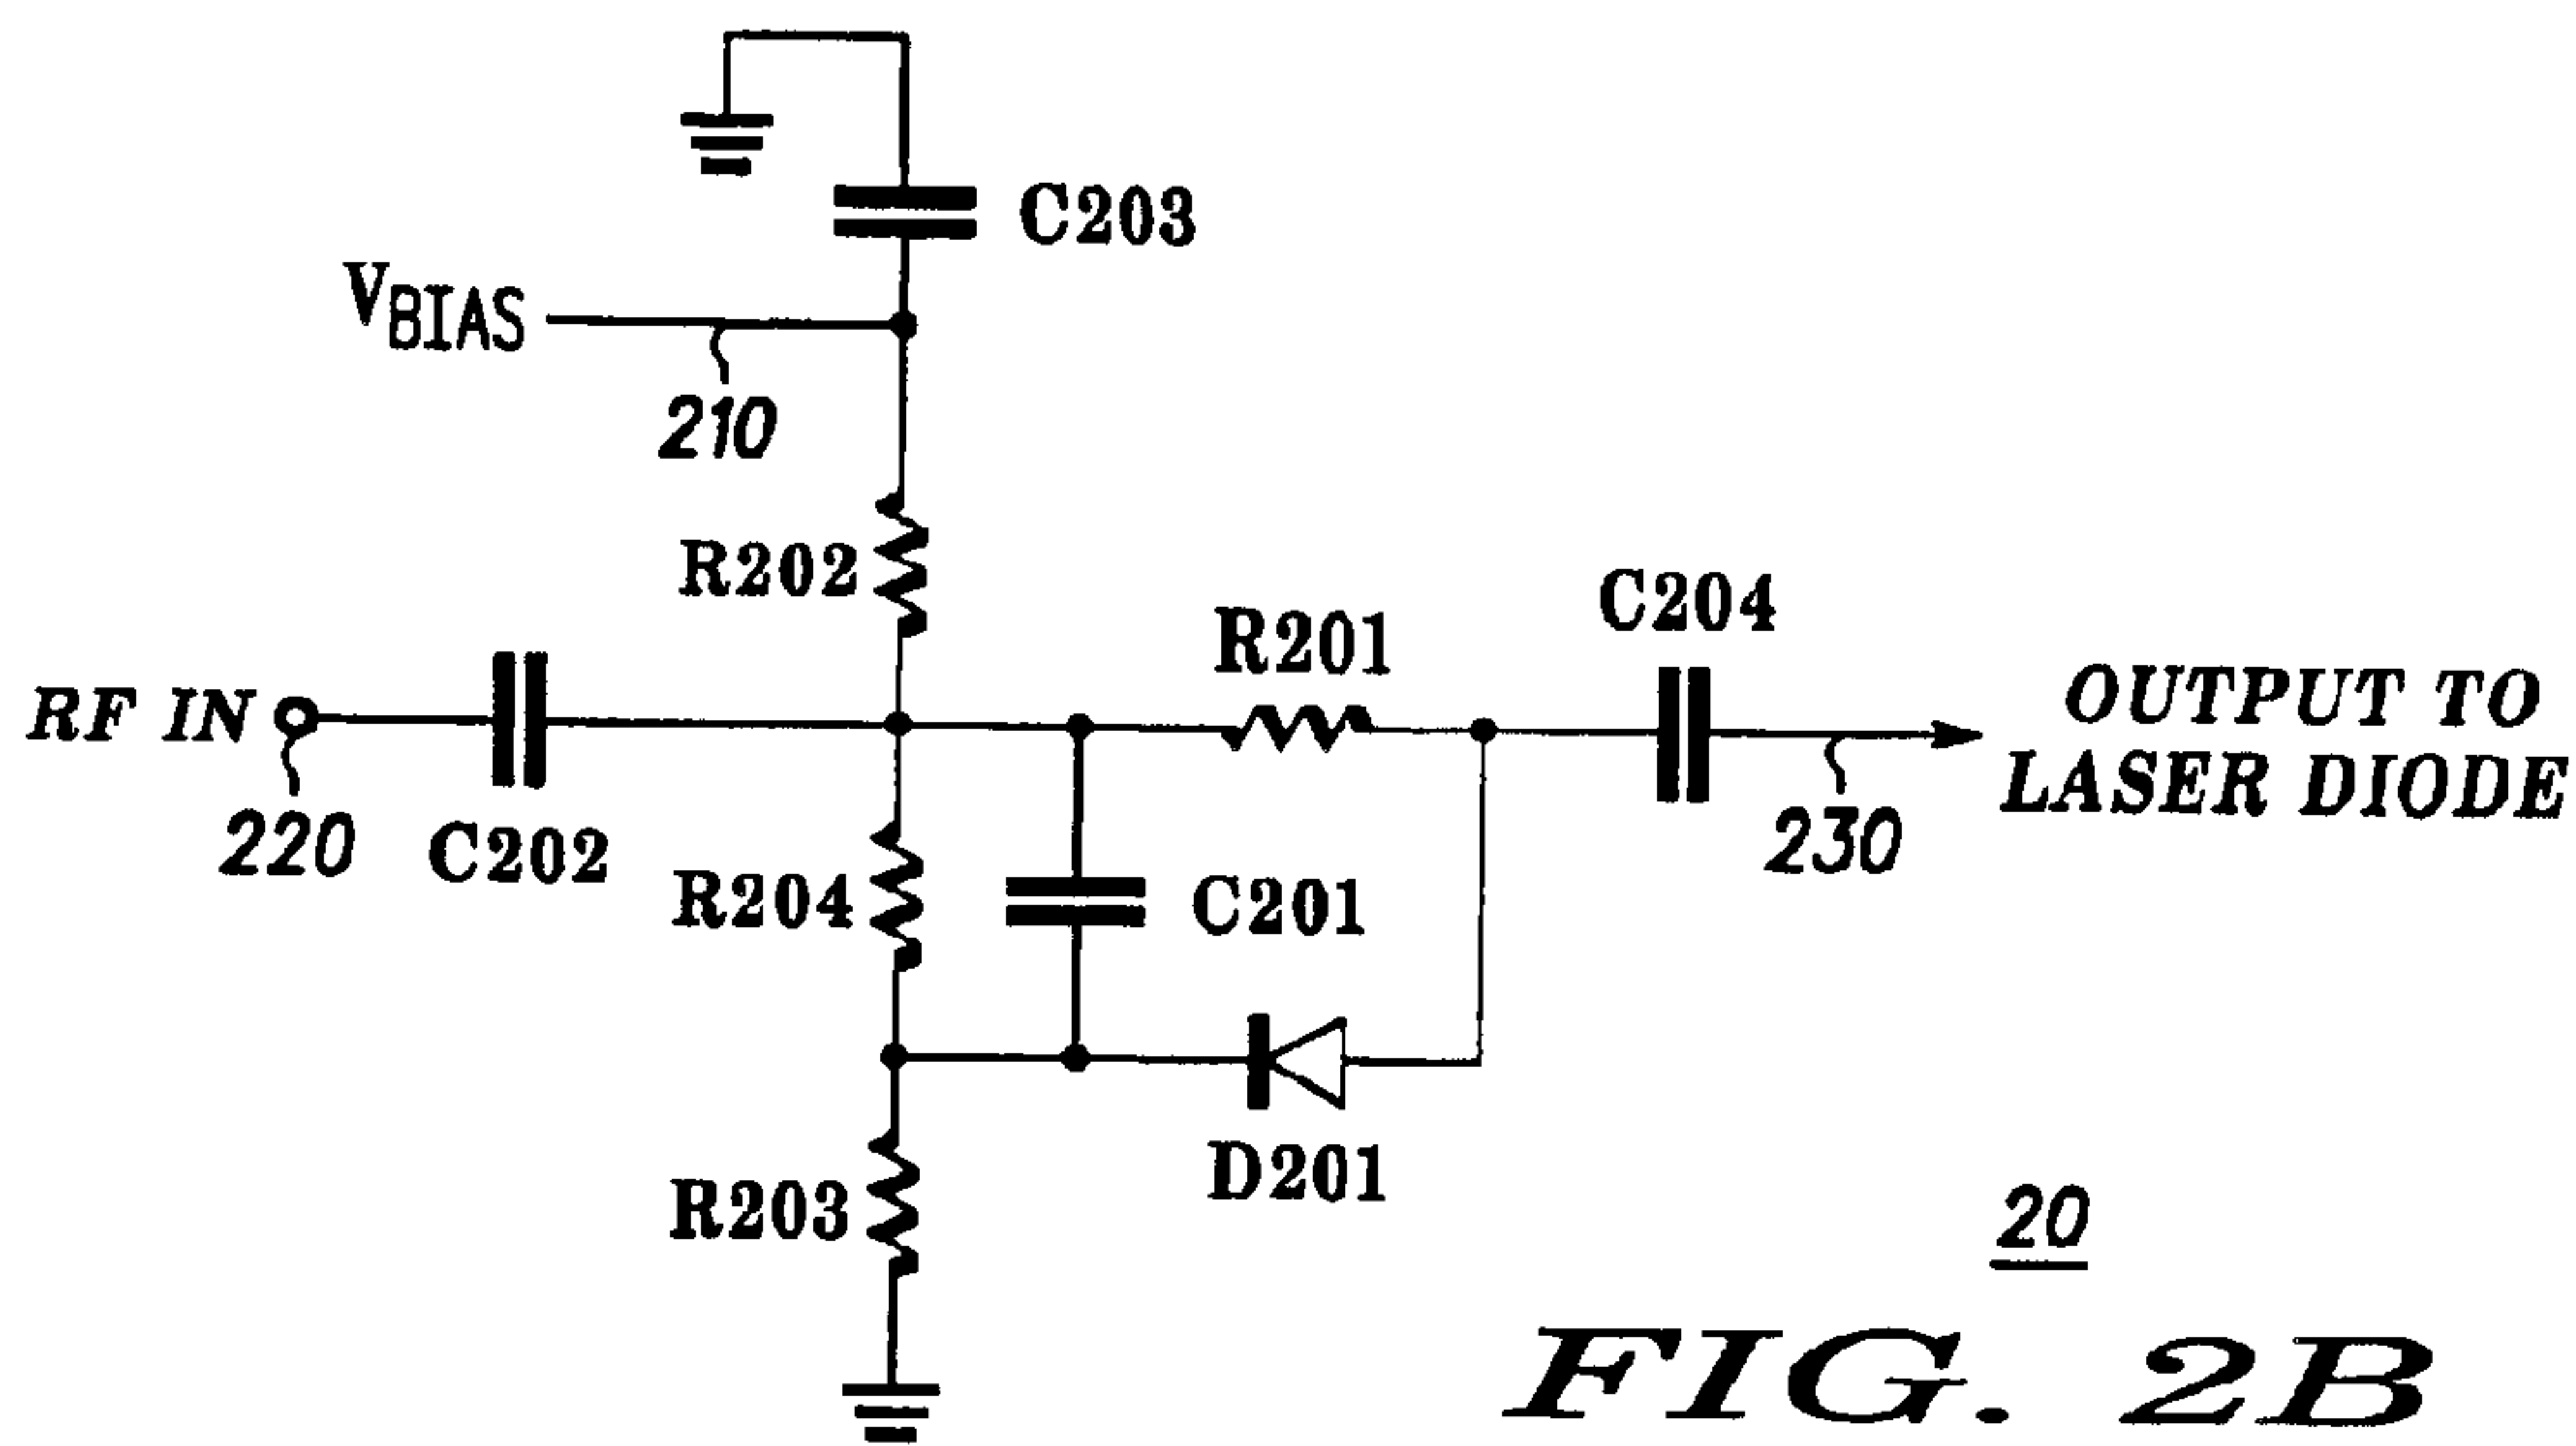 C203
VBIAS
210
R202
R201
C204
RF IN
OUTPUT TO
LASER DIODE
220
C202
R204
C201
230
R203
D201
20
FIG. 2B